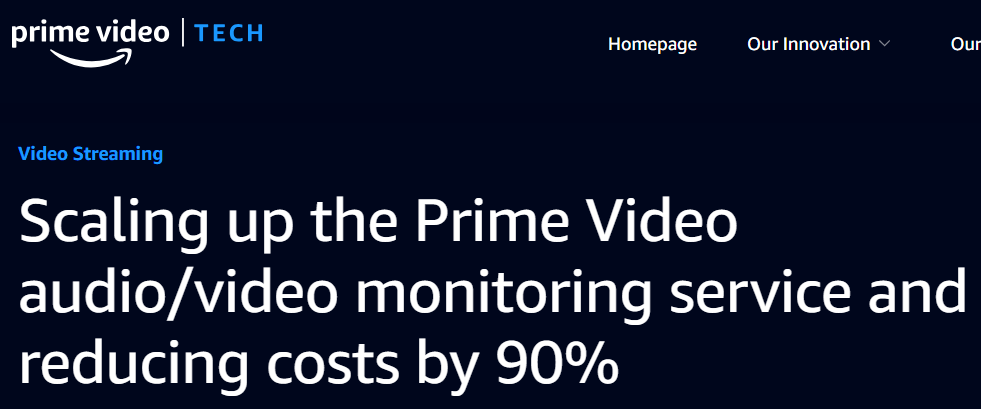 prime video | TECH
Homepage Our Innovation Our
Video Streaming
Scaling up the Prime Video
audio/video monitoring service and
reducing costs by 90%